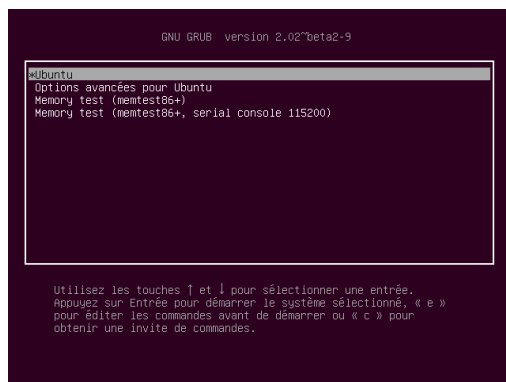 GNU GRUB  version 2.02~beta2-9
*Ubuntu
Options avancées pour Ubuntu
Memory test (memtest86+)
Memory test (memtest86+, serial console 115200)
Utilisez les touches ↑ et ↓ pour sélectionner une entrée.
Appuyez sur Entrée pour démarrer le système sélectionné, « e »
pour éditer les commandes avant de démarrer ou « c » pour
obtenir une invite de commandes.